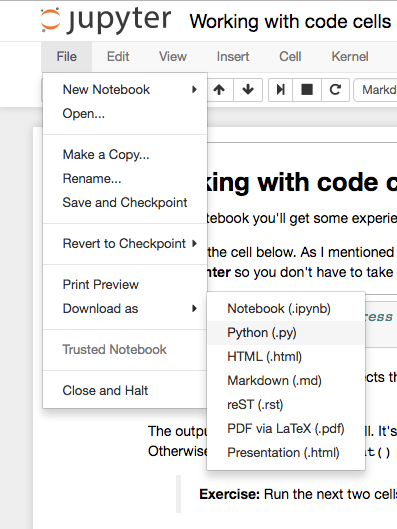 jupyter Working with code cells
File Edit View Insert Cell Kernel
New Notebook
Open...
Markd
Make a Copy...
Rename...
Save and Checkpoint
Revert to Checkpoint
Print Preview
Download as
Trusted Notebook
Close and Halt
king with code c
otebook you'll get some experie
the cell below. As I mentioned
nter so you don't have to take
ress
Notebook (.ipynb)
Python (.py)
HTML (.html)
Markdown (.md)
reST (.rst)
PDF via LaTeX (.pdf)
Presentation (.html)
ects th
The outpu
ll. It's
Otherwise
t()
Exercise: Run the next two cells